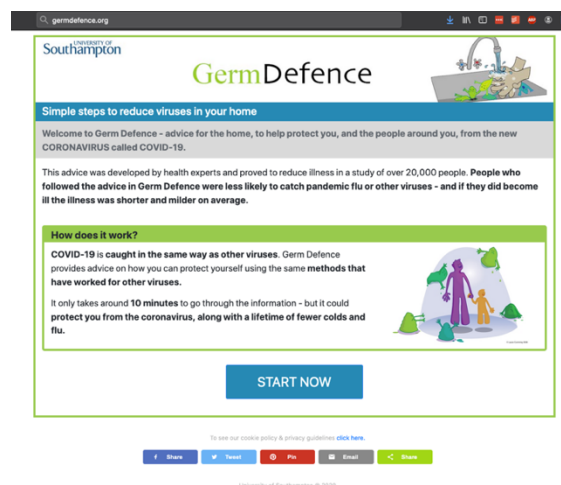 germdefence.org
UNIVERSITY OF
Southampton
GermDefence
Simple steps to reduce viruses in your home
Welcome to Germ Defence - advice for the home, to help protect you, and the people around you, from the new
CORONAVIRUS called COVID-19.
This advice was developed by health experts and proved to reduce illness in a study of over 20,000 people. People who
followed the advice in Germ Defence were less likely to catch pandemic flu or other viruses - and if they did become
ill the illness was shorter and milder on average.
How does it work?
COVID-19 is caught in the same way as other viruses. Germ Defence
provides advice on how you can protect yourself using the same methods that
have worked for other viruses.
It only takes around 10 minutes to go through the information - but it could
protect you from the coronavirus, along with a lifetime of fewer colds and
flu.
START NOW
To see our cookie policy & privacy guidelines click here.
Share Tweet Pin Email Share